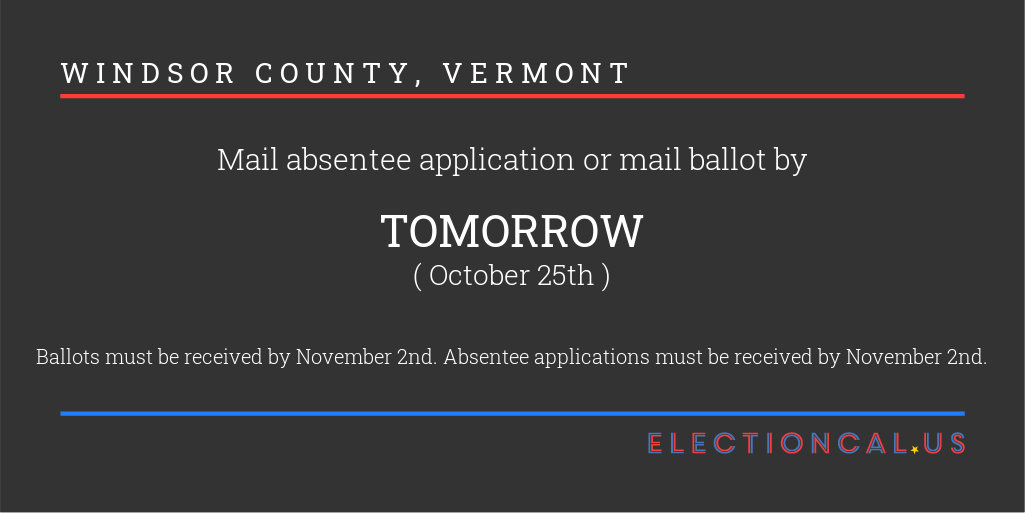 WINDSOR COUNTY, VERMONT
Mail absentee application or mail ballot by
TOMORROW
( October 25th )
Ballots must be received by November 2nd. Absentee applications must be received by November 2nd.
ELECTIONCAL.US